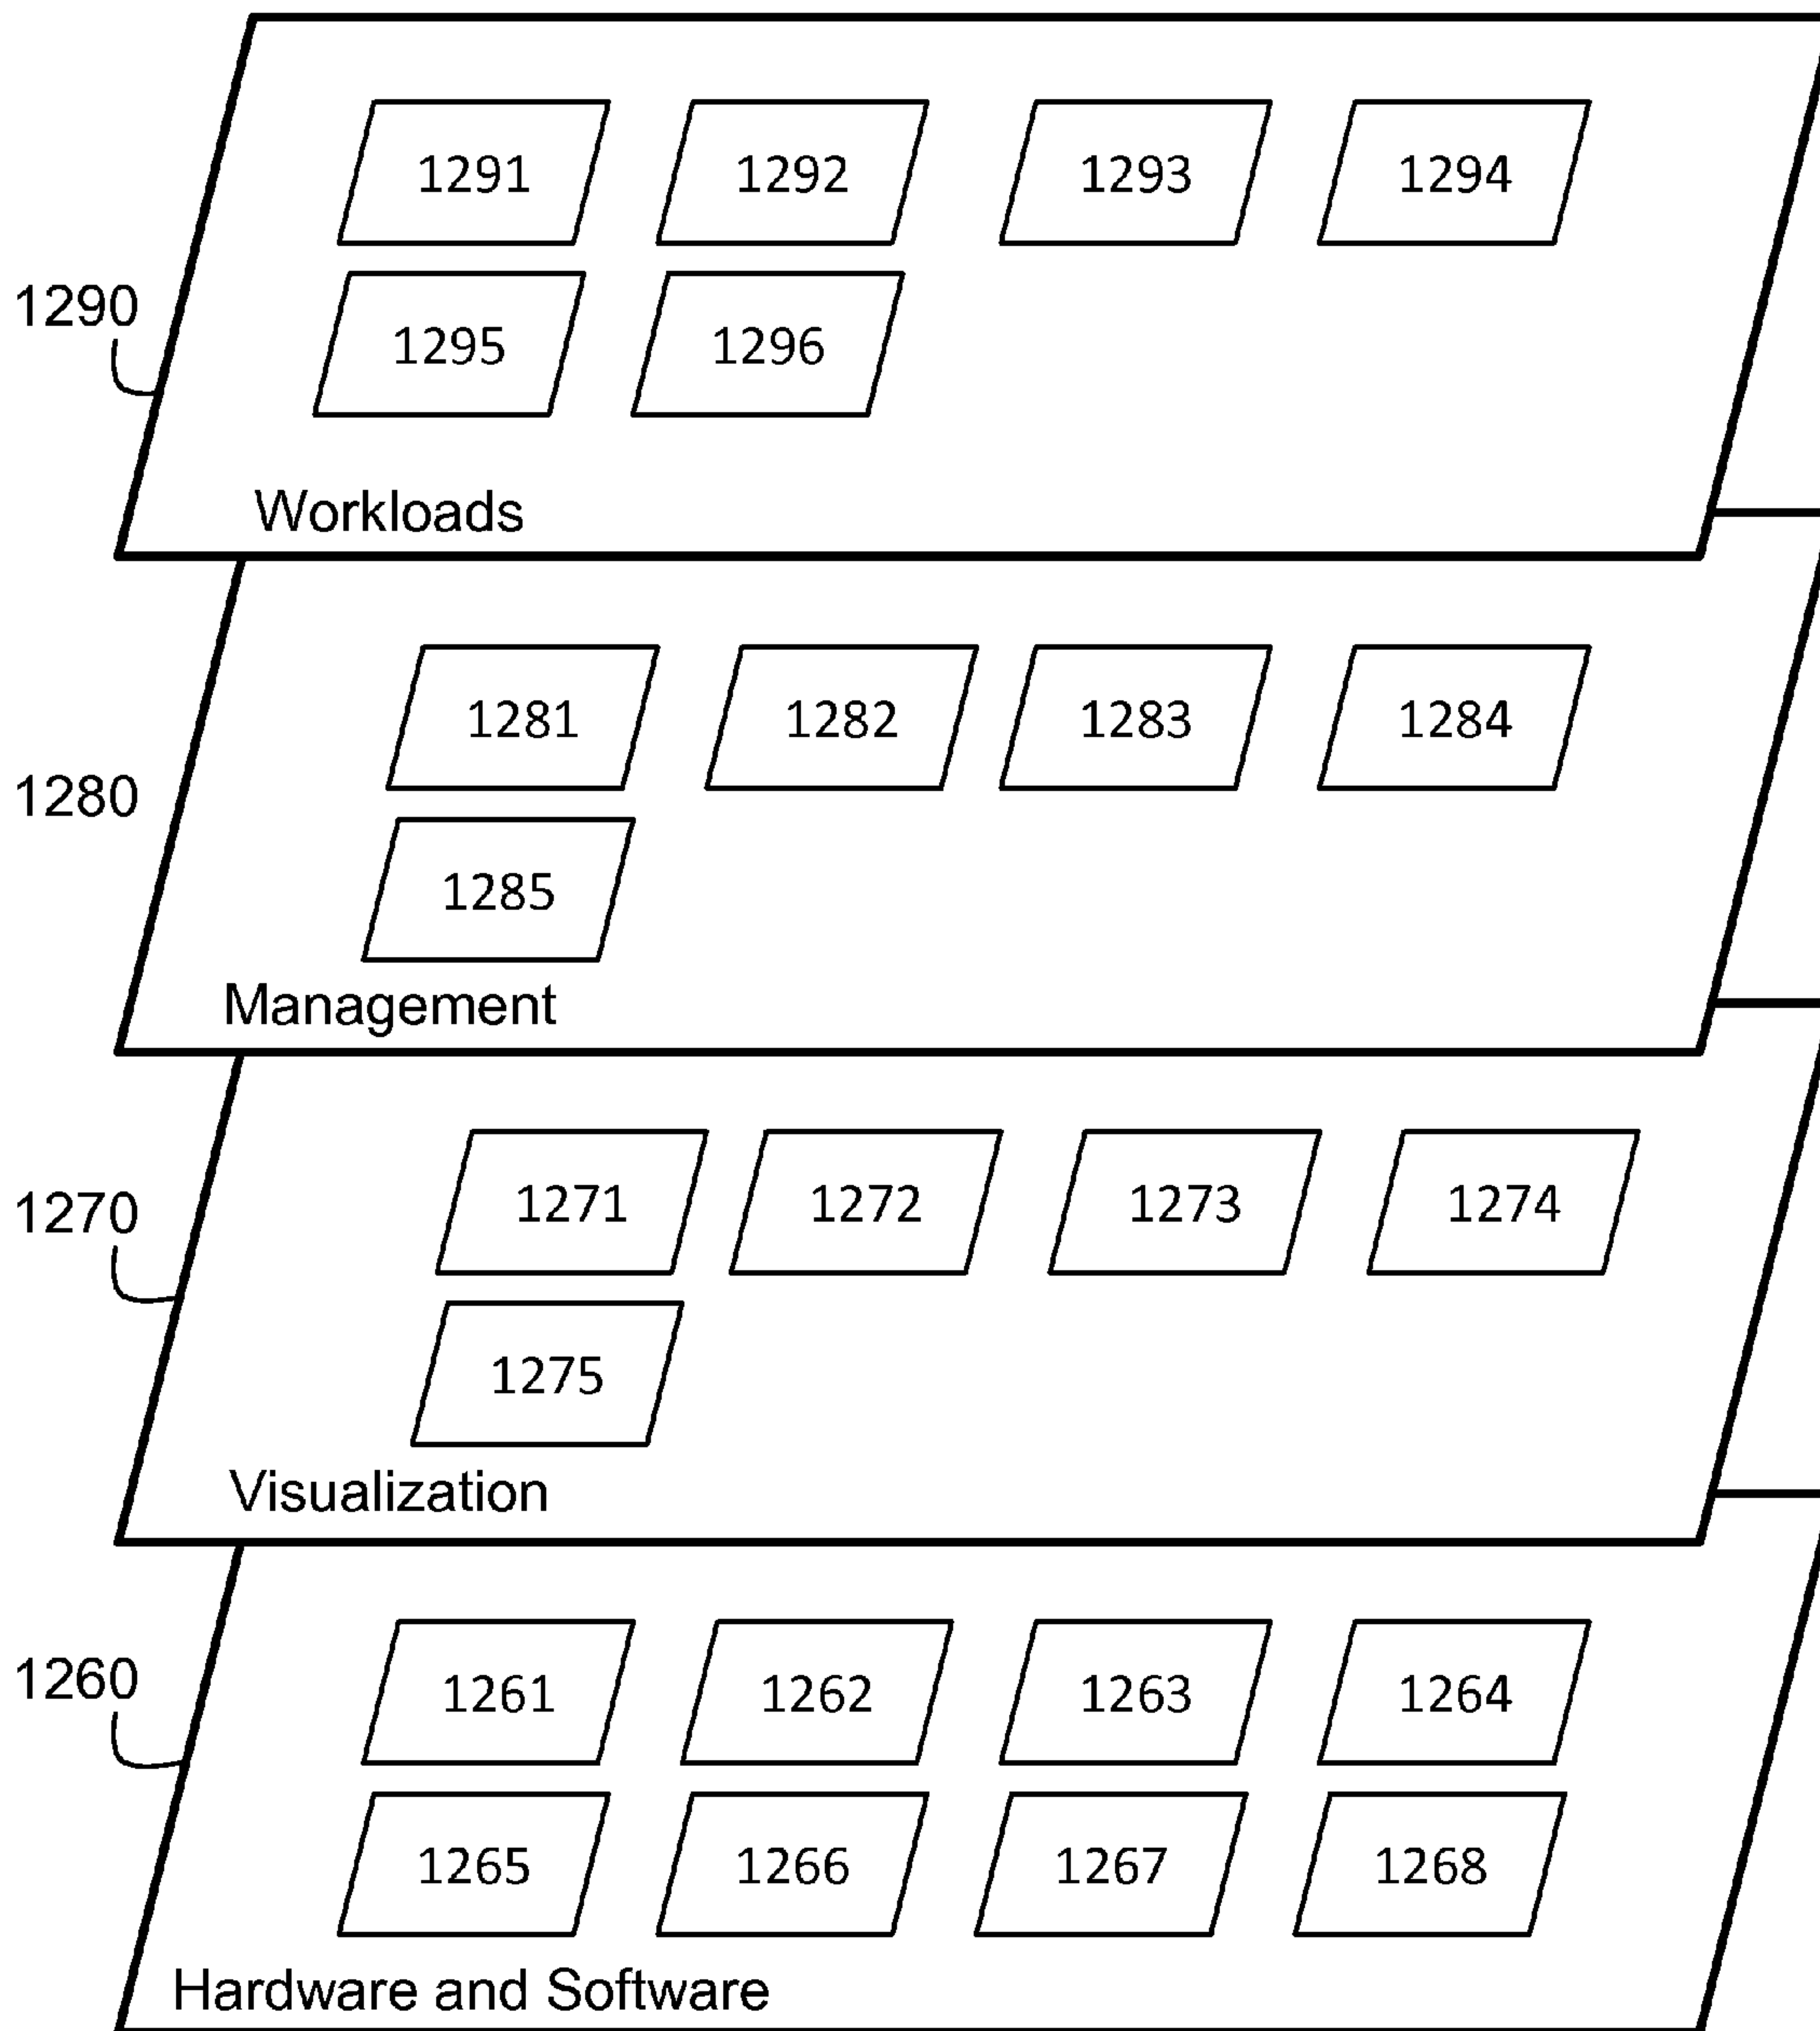 1291 1292 1293 1294
1290
1295 1296
Workloads
1281 1282 1283 1284
1280
1285
Management
1271 1272 1273 1274
1270
1275
Visualization
1261 1262 1263 1264
1260
1265 1266 1267 1268
Hardware and Software